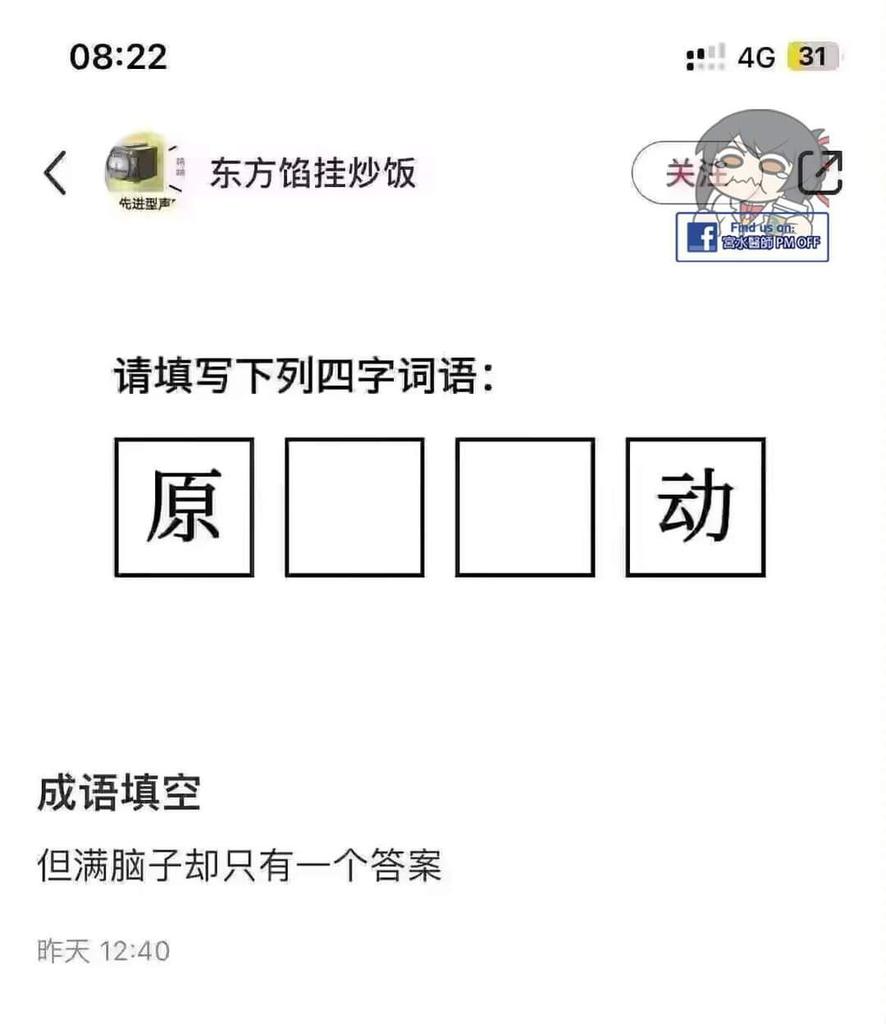 08:22
4G 31
东方馅挂炒饭
关注
先进型声
Find us on:
宮水醫師 PM OFF
请填写下列四字词语：
原 动
成语填空
但满脑子却只有一个答案
昨天 12:40